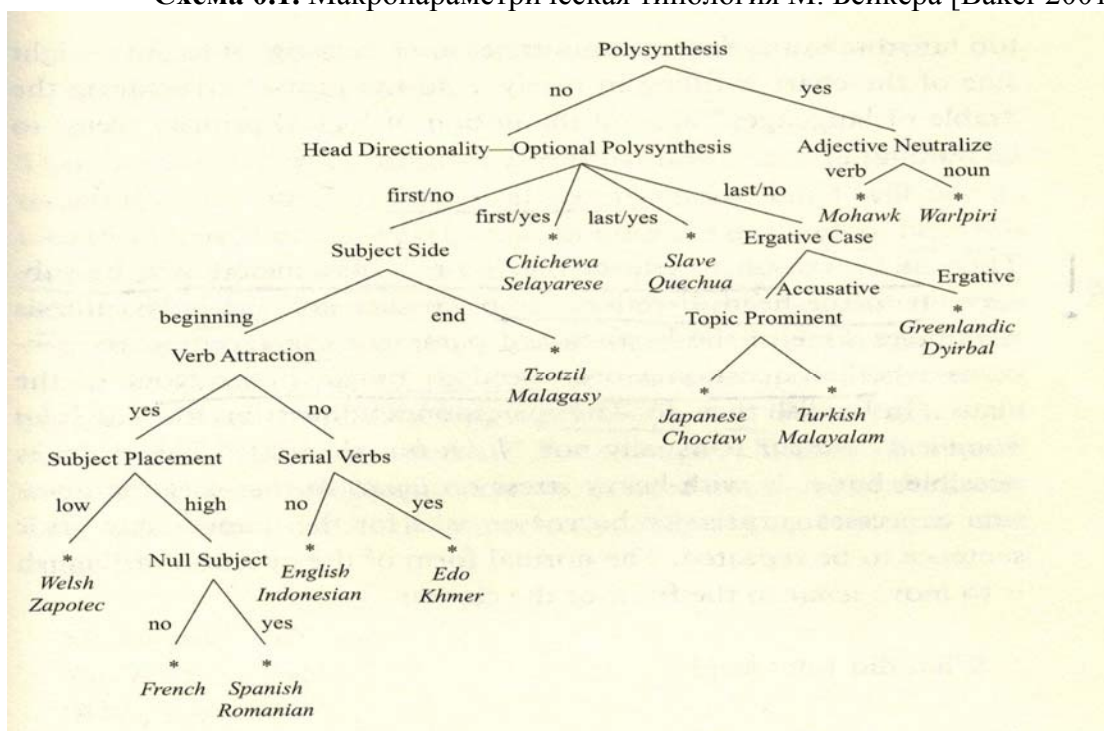 Схема Макропараметрическая типология М. Бейкера [Baker 2001
Polysynthesis
no yes
Head Directionality—Optional Polysynthesis Adjective Neutralize
verb noun
first/no first/yes last/yes last/no
* *
Mohawk Warlpiri
Subject Side * * Ergative Case
Chichewa Slave
Selayarese Quechua
Accusative Ergative
beginning end Topic Prominent *
Greenlandic
Dyirbal
Verb Attraction *
Tzotzil
Malagasy
yes no * *
Japanese Turkish
Choctaw Malayalam
Subject Placement Serial Verbs
low high no yes
* Null Subject * *
Welsh English Edo
Zapotec Indonesian Khmer
no yes
* *
French Spanish
Romanian